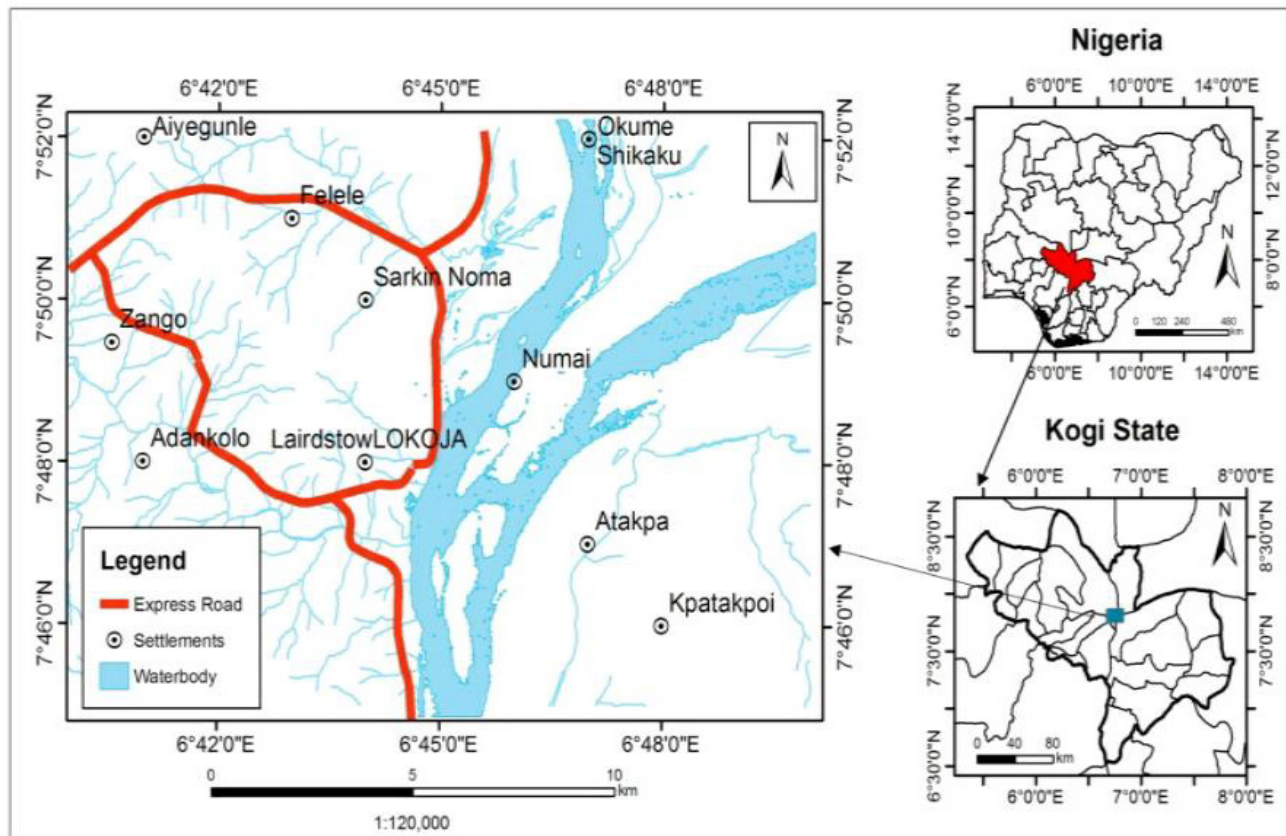 6°42'0"E
6°45'0"E
6°48'0"E
7°52'0"N
7°50'0"N
7°48'0"N
7°46'0"N
Aiyegunle
Okume
Shikaku
N
Felele
Sarkin Noma
Zango
Numai
Adankolo
LairdstowLOKOJA
Atakpa
Kpatakpoi
Legend
Express Road
Settlements
Waterbody
7°52'0"N
7°50'0"N
7°48'0"N
7°46'0"N
6°42'0"E
6°45'0"E
6°48'0"E
0 5 10
km
1:120,000
Nigeria
6°0'0"E 10°0'0"E 14°0'0"E
14°0'0"N
10°0'0"N
6°0'0"N
12°0'0"N
8°0'0"N
N
0 120 240 480
km
6°0'0"E 10°0'0"E 14°0'0"E
Kogi State
6°0'0"E 7°0'0"E 8°0'0"E
8°30'0"N
7°30'0"N
6°30'0"N
N
8°30'0"N
7°30'0"N
6°30'0"N
0 40 80
km
6°0'0"E 7°0'0"E 8°0'0"E